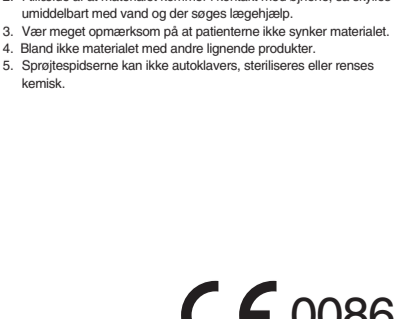 umiddelbart med vand og der søges lægehjælp.
3. Vær meget opmærksom på at patienterne ikke synker materialet.
4. Bland ikke materialet med andre lignende produkter.
5. Sprøjtespidserne kan ikke autoklavers, steriliseres eller renses
kemisk.
CE 0086